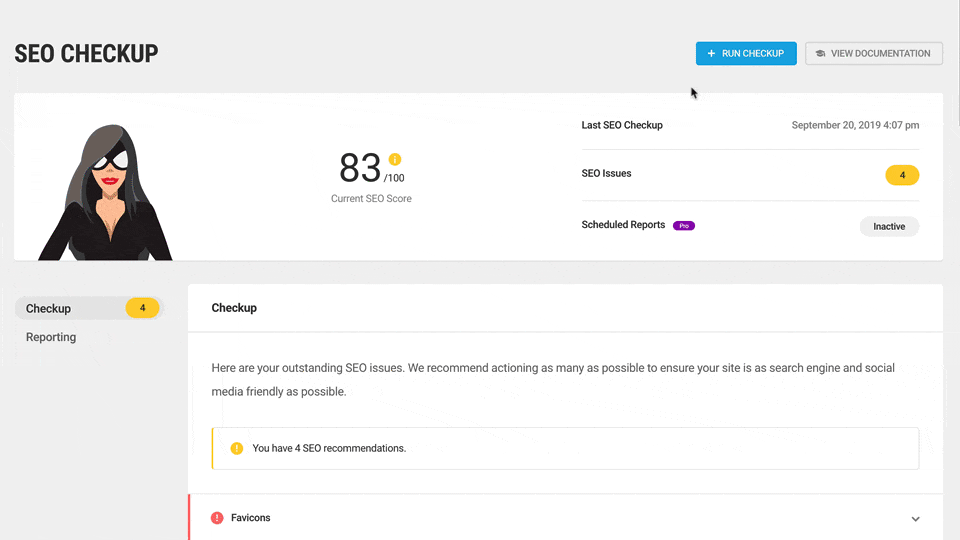 SEO CHECKUP
+ RUN CHECKUP
VIEW DOCUMENTATION
83/100
Current SEO Score
Last SEO Checkup September 20, 2019 4:07 pm
SEO Issues 4
Scheduled Reports Pro Inactive
Checkup 4
Reporting
Checkup
Here are your outstanding SEO issues. We recommend actioning as many as possible to ensure your site is as search engine and social
media friendly as possible.
You have 4 SEO recommendations.
Favicons